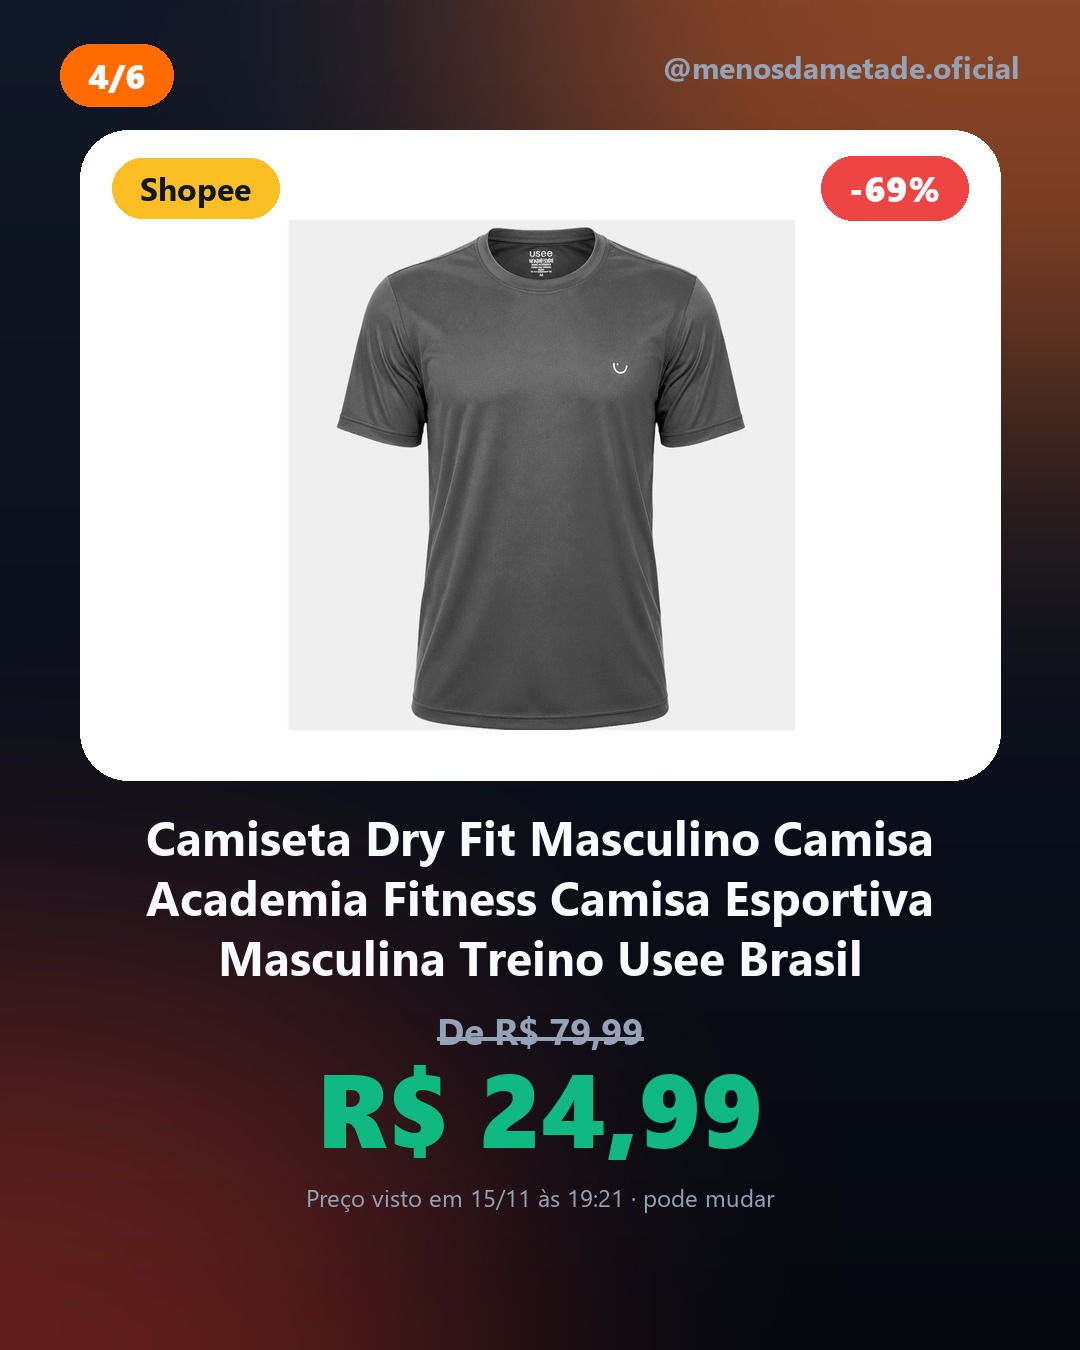 4/6
@menosdametade.oficial
Shopee
-69%
usee
Camiseta Dry Fit Masculino Camisa
Academia Fitness Camisa Esportiva
Masculina Treino Usee Brasil
De R$ 79,99
R$ 24,99
Preço visto em 15/11 às 19:21 · pode mudar